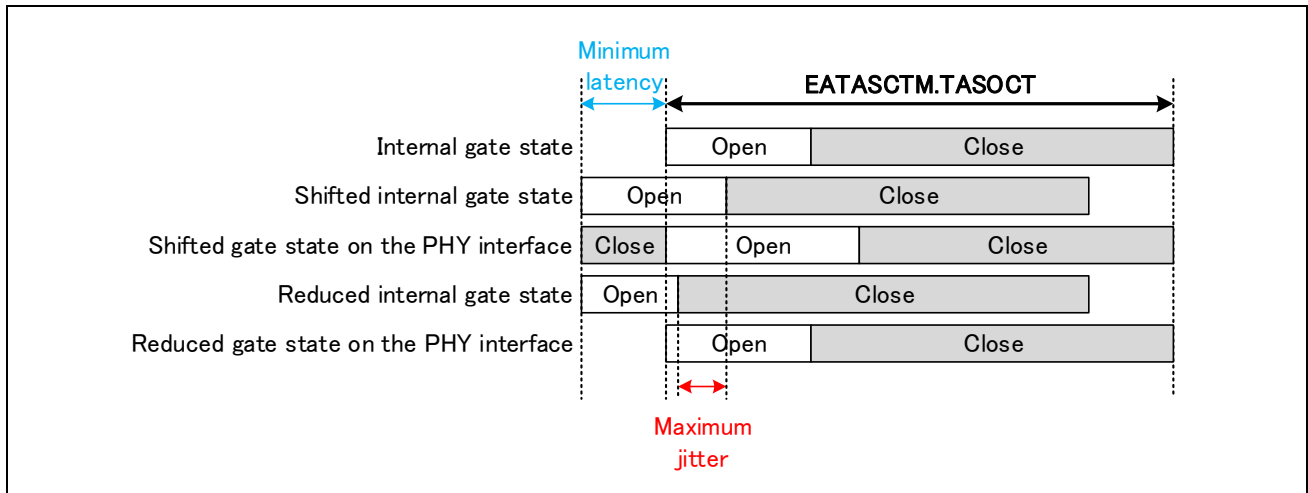 Minimum
latency
EATASCTM.TASOCT
Internal gate state
Open
Close
Shifted internal gate state
Open
Close
Shifted gate state on the PHY interface
Close
Open
Close
Reduced internal gate state
Open
Close
Reduced gate state on the PHY interface
Open
Close
Maximum
jitter